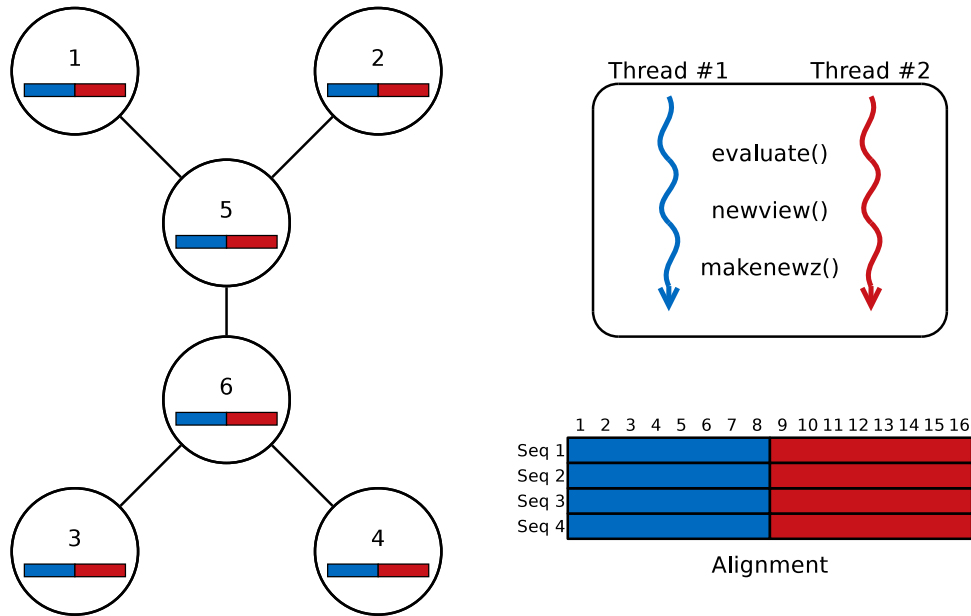 1
2
5
6
3
4
Thread #1 Thread #2
evaluate()
newview()
makenewz()
1 2 3 4 5 6 7 8 9 10 11 12 13 14 15 16
Seq 1
Seq 2
Seq 3
Seq 4
Alignment